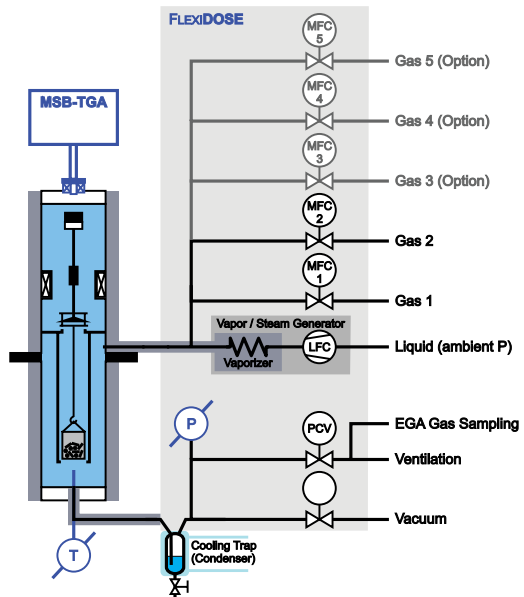 FLEXIDOSE
MFC
5
Gas 5 (Option)
MSB-TGA
MFC
4
Gas 4 (Option)
MFC
3
Gas 3 (Option)
MFC
2
Gas 2
MFC
1
Gas 1
Vapor / Steam Generator
Vaporizer
LFC
Liquid (ambient P)
P
PCV
EGA Gas Sampling
Ventilation
Vacuum
T
Cooling Trap
(Condenser)